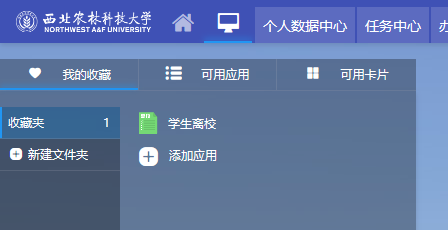 西北农林科技大学
NORTHWEST A&F UNIVERSITY
个人数据中心 任务中心 办
我的收藏 可用应用 可用卡片
收藏夹 1
新建文件夹
学生离校
添加应用